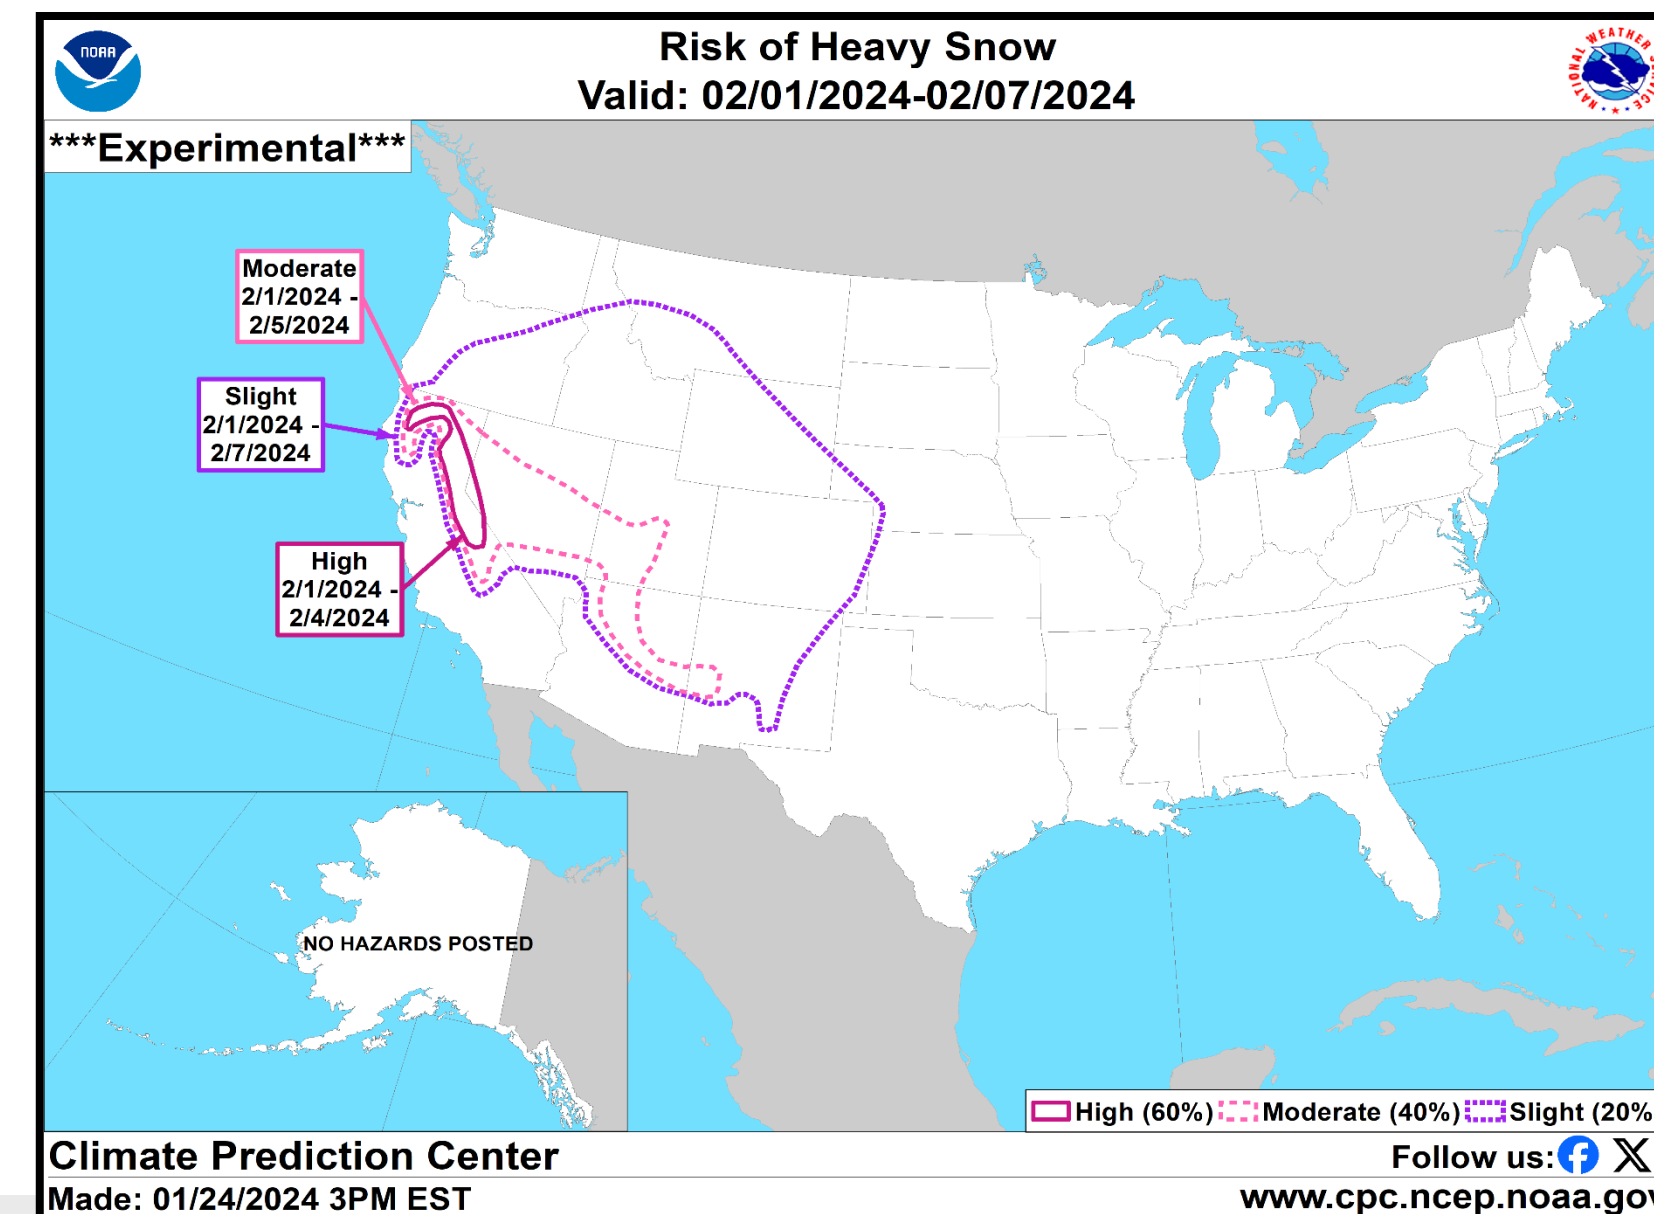 NOAA
Risk of Heavy Snow
Valid: 02/01/2024-02/07/2024
NATIONAL WEATHER SERVICE
***Experimental***
Moderate
2/1/2024 -
2/5/2024
Slight
2/1/2024 -
2/7/2024
High
2/1/2024 -
2/4/2024
NO HAZARDS POSTED
High (60%) Moderate (40%) Slight (20%
Climate Prediction Center
Follow us:
Made: 01/24/2024 3PM EST
www.cpc.ncep.noaa.gov